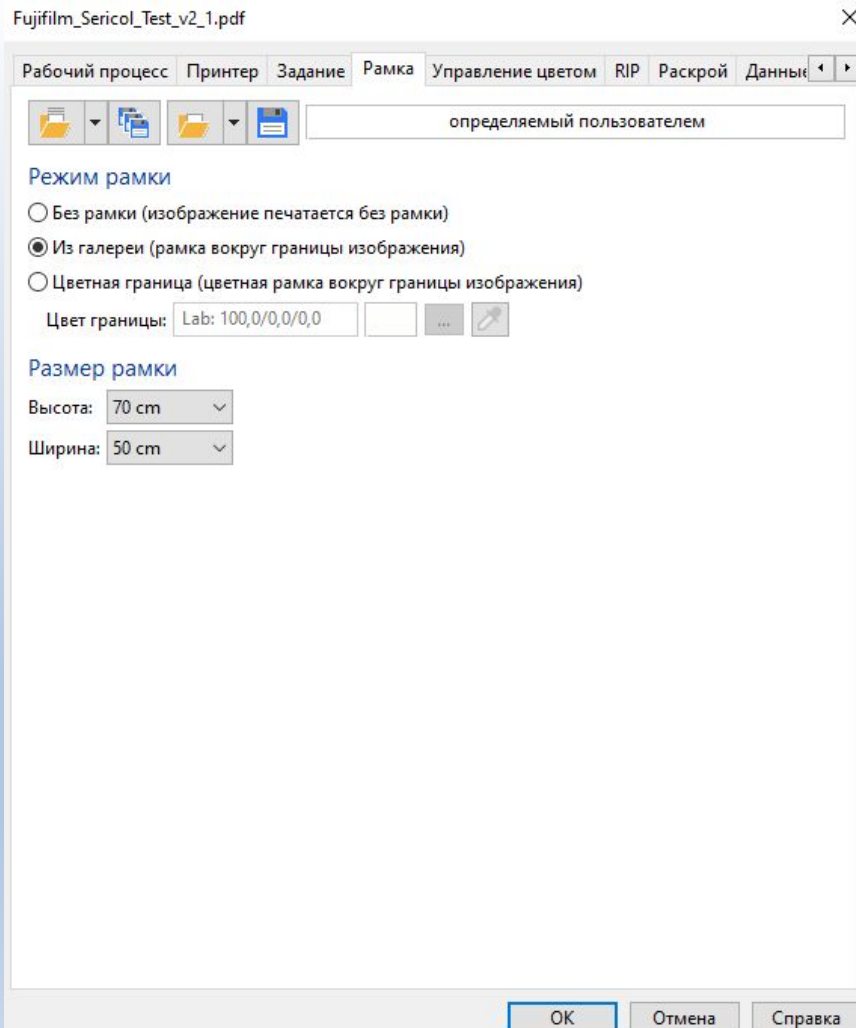 Fujifilm_Sericol_Test_v2_1.pdf
Рабочий процесс Принтер Задание Рамка Управление цветом RIP Раскрой Данные
определяемый пользователем
Режим рамки
Без рамки (изображение печатается без рамки)
Из галереи (рамка вокруг границы изображения)
Цветная граница (цветная рамка вокруг границы изображения)
Цвет границы: Lab: 100,0/0,0/0,0 ...
Размер рамки
Высота: 70 cm
Ширина: 50 cm
OK Отмена Справка